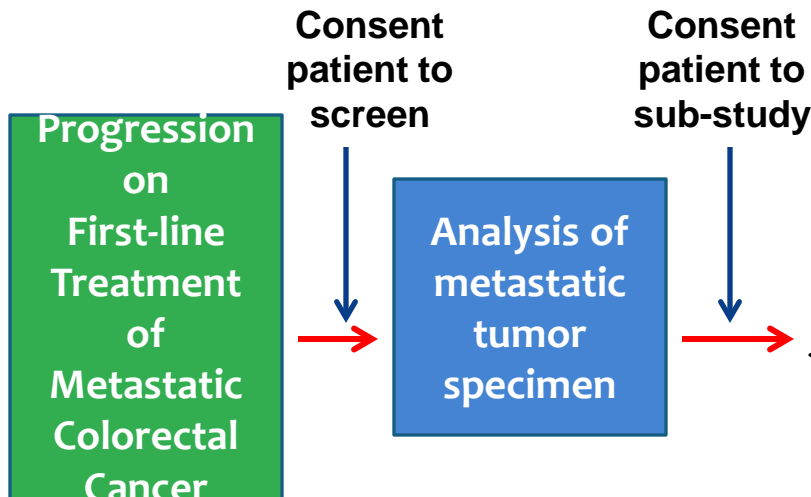 Consent
patient to
screen
Consent
patient to
sub-study
Progression
on
First-line
Treatment
of
Metastatic
Colorectal
Cancer
Analysis of
metastatic
tumor
specimen